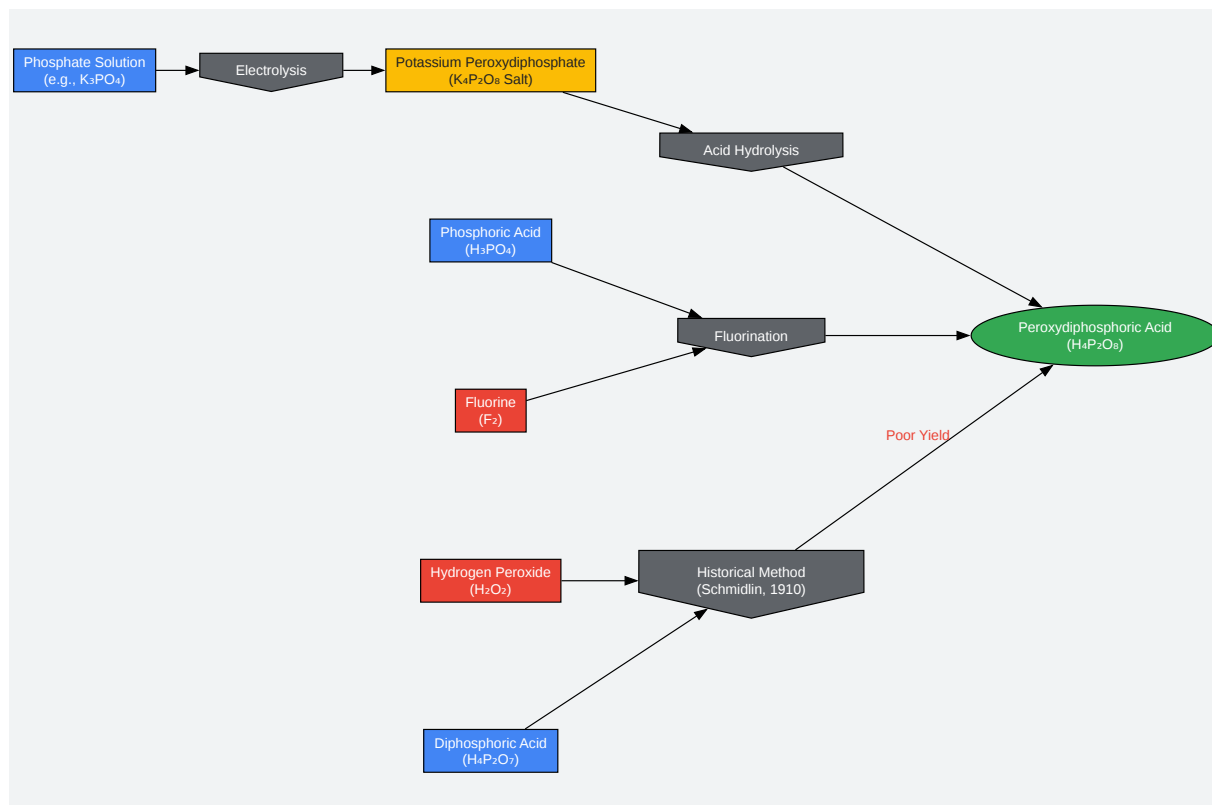 Phosphate Solution
(e.g., K₃PO₄)
Electrolysis
Potassium Peroxydiphosphate
(K₄P₂O₈ Salt)
Acid Hydrolysis
Phosphoric Acid
(H₃PO₄)
Fluorination
Peroxydiphosphoric Acid
(H₄P₂O₈)
Fluorine
(F₂)
Poor Yield
Hydrogen Peroxide
(H₂O₂)
Historical Method
(Schmidlin, 1910)
Diphosphoric Acid
(H₄P₂O₇)